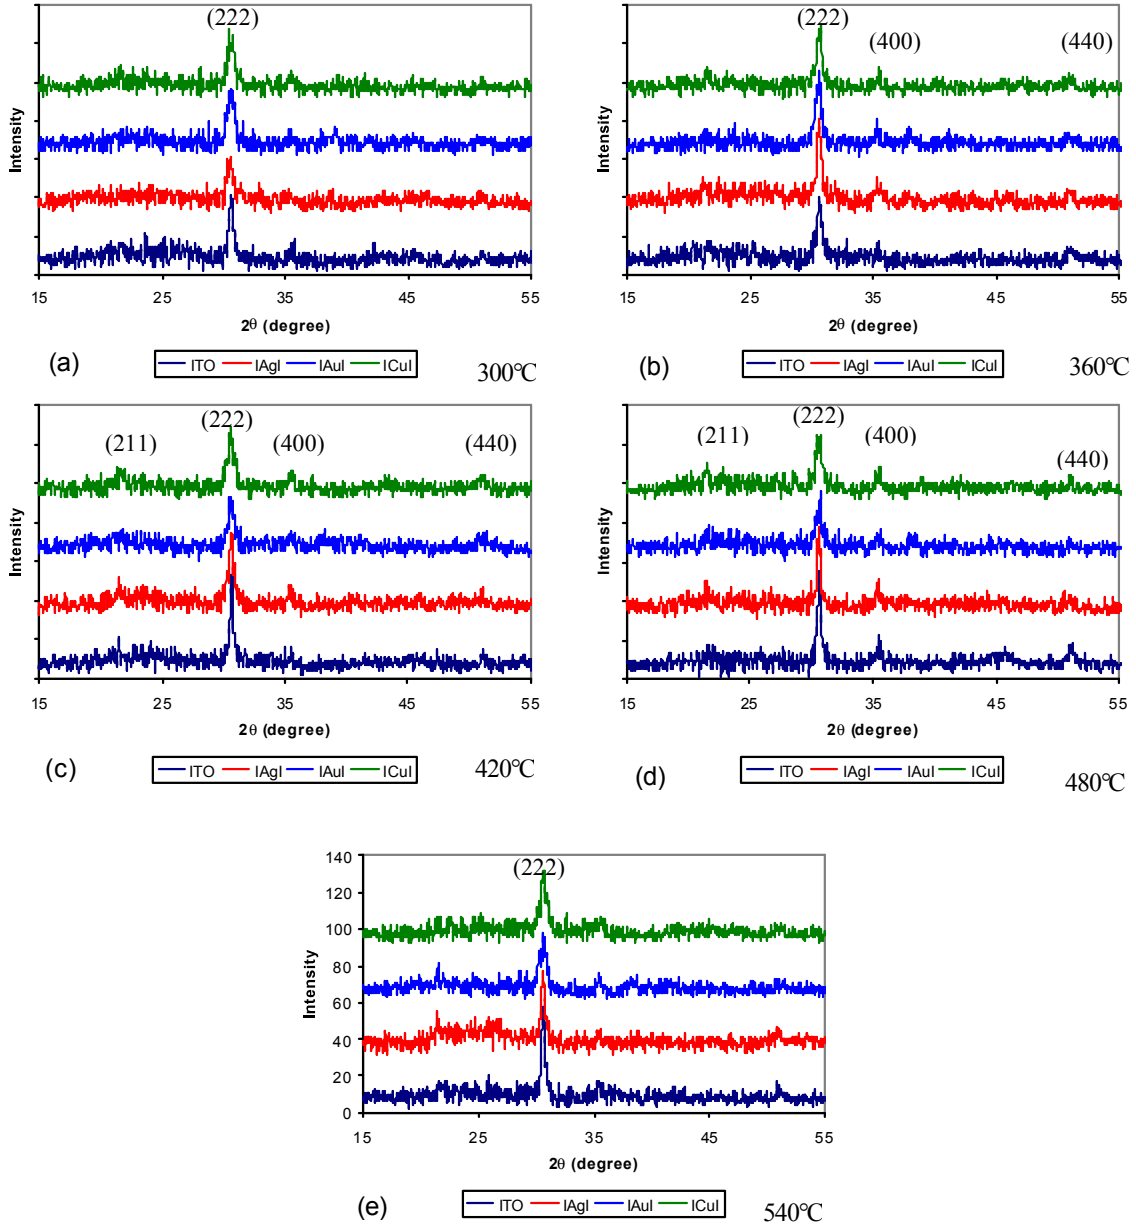 (222)
Intensity
15 25 35 45 55
2θ (degree)
(a)
ITO IAgI IAuI ICuI
300℃
(222)
(400)
(440)
Intensity
15 25 35 45 55
2θ (degree)
(b)
ITO IAgI IAuI ICuI
360℃
(211)
(222)
(400)
(440)
Intensity
15 25 35 45 55
2θ (degree)
(c)
ITO IAgI IAuI ICuI
420℃
(211)
(222)
(400)
(440)
Intensity
15 25 35 45 55
2θ (degree)
(d)
ITO IAgI IAuI ICuI
480℃
(222)
Intensity
140
120
100
80
60
40
20
0
15 25 35 45 55
2θ (degree)
(e)
ITO IAgI IAuI ICuI
540℃